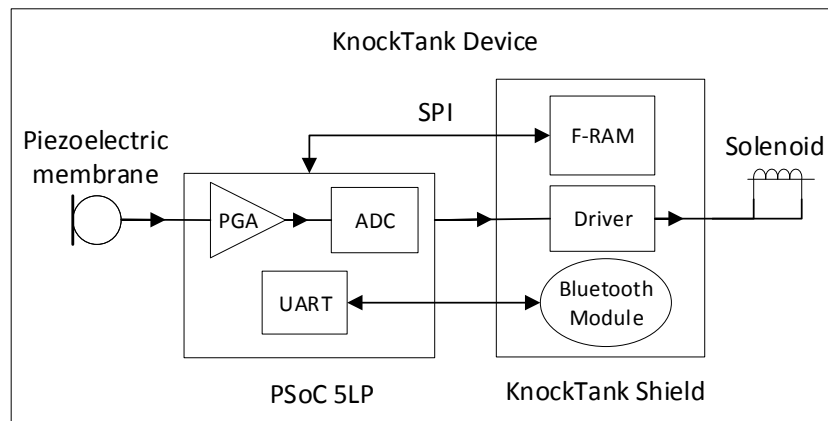 KnockTank Device
SPI
F-RAM
Piezoelectric
membrane
Solenoid
PGA
ADC
Driver
UART
Bluetooth
Module
PSoC 5LP
KnockTank Shield